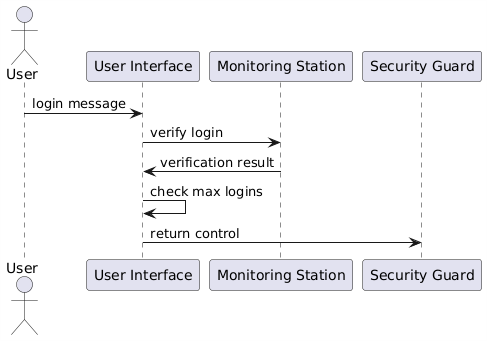 User
User Interface
Monitoring Station
Security Guard
login message
verify login
verification result
check max logins
return control
User
User Interface
Monitoring Station
Security Guard